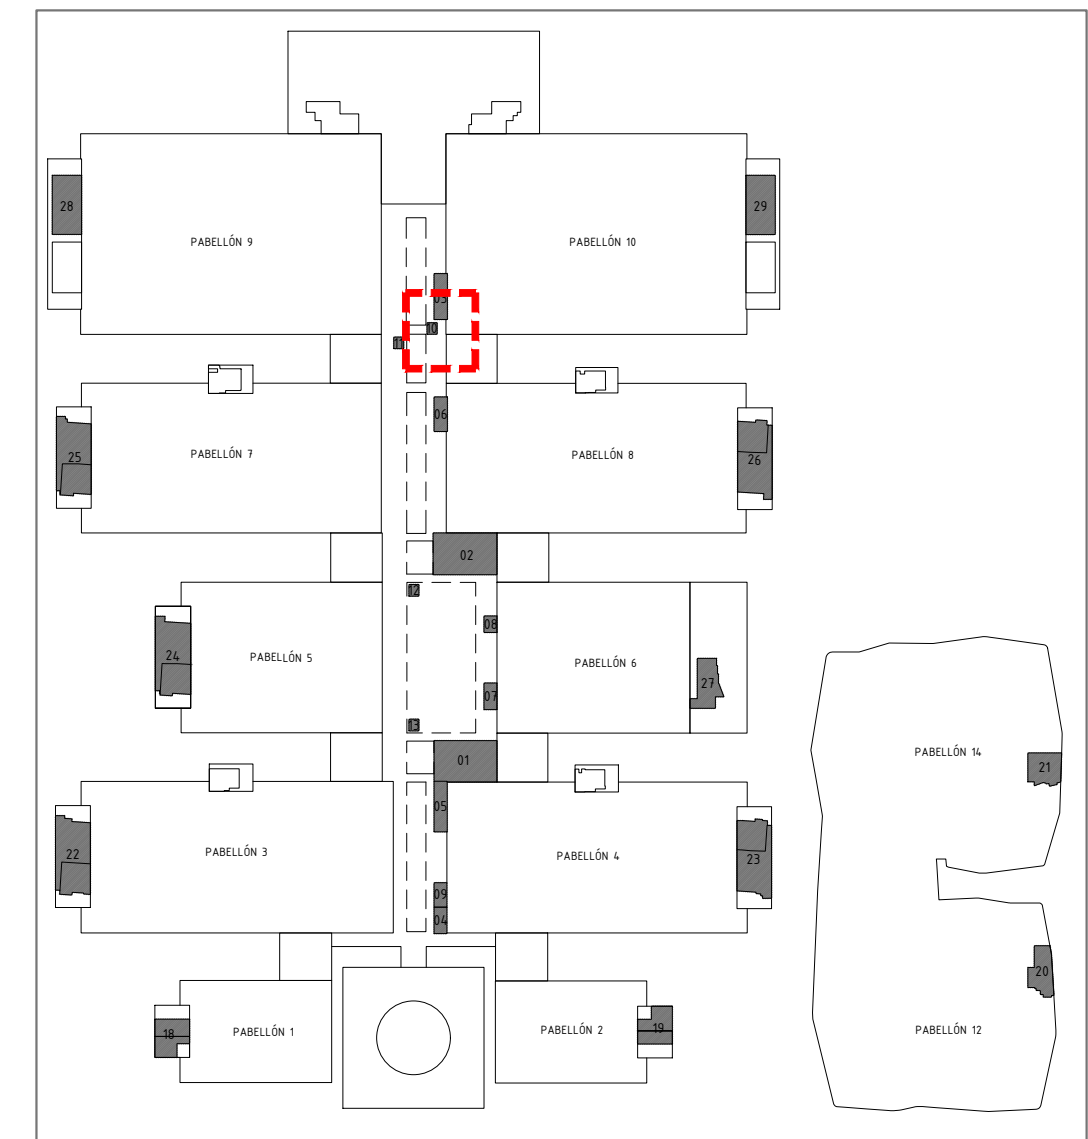 28
29
PABELLÓN 9
PABELLÓN 10
03
10
11
06
25
PABELLÓN 7
PABELLÓN 8
26
02
12
08
24
PABELLÓN 5
PABELLÓN 6
27
07
13
01
PABELLÓN 14
21
05
22
PABELLÓN 3
PABELLÓN 4
23
09
04
20
18
PABELLÓN 1
PABELLÓN 2
19
PABELLÓN 12